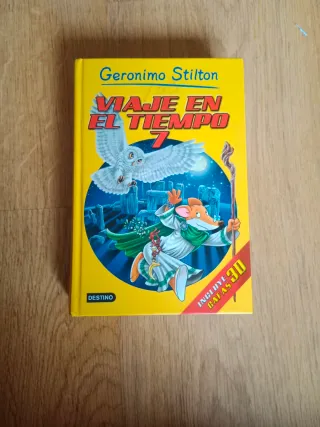 Geronimo Stilton
VIAJE EN
EL TIEMPO
7
INCLUYE
GAFAS 3D
DESTINO